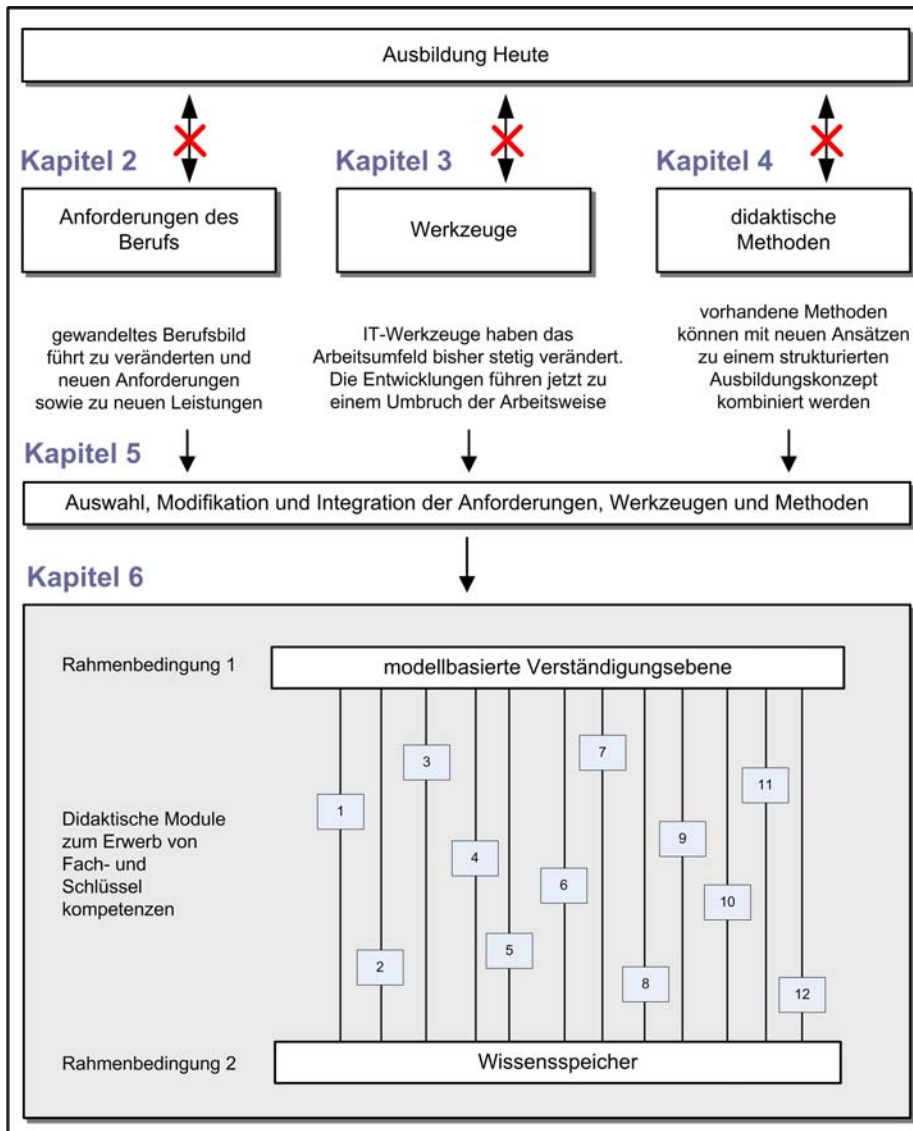 Ausbildung Heute
Kapitel 2
Kapitel 3
Kapitel 4
Anforderungen des
Berufs
Werkzeuge
didaktische
Methoden
gewandeltes Berufsbild
führt zu veränderten und
neuen Anforderungen
sowie zu neuen Leistungen
IT-Werkzeuge haben das
Arbeitsumfeld bisher stetig verändert.
Die Entwicklungen führen jetzt zu
einem Umbruch der Arbeitsweise
vorhandene Methoden
können mit neuen Ansätzen
zu einem strukturierten
Ausbildungskonzept
kombiniert werden
Kapitel 5
Auswahl, Modifikation und Integration der Anforderungen, Werkzeugen und Methoden
Kapitel 6
Rahmenbedingung 1
modellbasierte Verständigungsebene
Didaktische Module
zum Erwerb von
Fach- und
Schlüssel
kompetenzen
1
2
3
4
5
6
7
8
9
10
11
12
Rahmenbedingung 2
Wissensspeicher